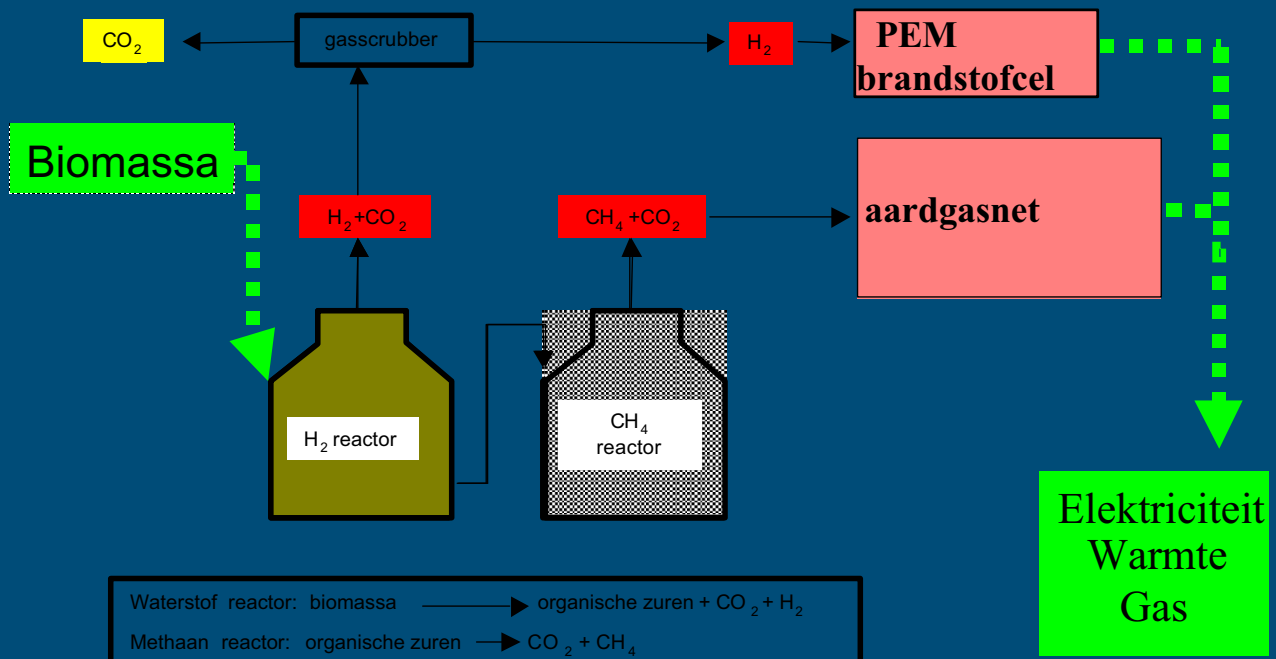 CO2
gasscrubber
H2
PEM
brandstofcel
Biomassa
H2+CO2
CH4+CO2
aardgasnet
H2 reactor
CH4
reactor
Elektriciteit
Warmte
Gas
Waterstof reactor: biomassa organische zuren + CO2 + H2
Methaan reactor: organische zuren CO2 + CH4